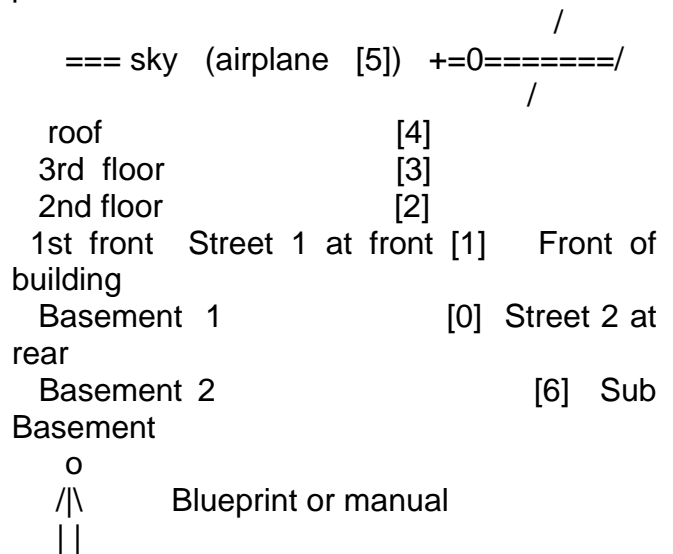 /
=== sky (airplane [5]) +=0=======/
/
roof [4]
3rd floor [3]
2nd floor [2]
1st front Street 1 at front [1] Front of
building
Basement 1 [0] Street 2 at
rear
Basement 2 [6] Sub
Basement
o
/|\ Blueprint or manual
| |